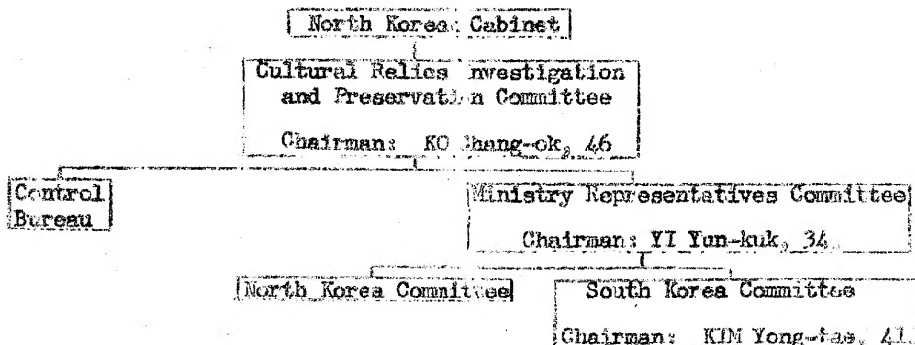 North Korean Cabinet
Cultural Relics Investigation
and Preservation Committee
Chairman: KO Chang-ok, 46
Control
Bureau
Ministry Representatives Committee
Chairman: YI Yun-kuk, 34
North Korea Committee
South Korea Committee
Chairman: KIM Yong-tae, 41